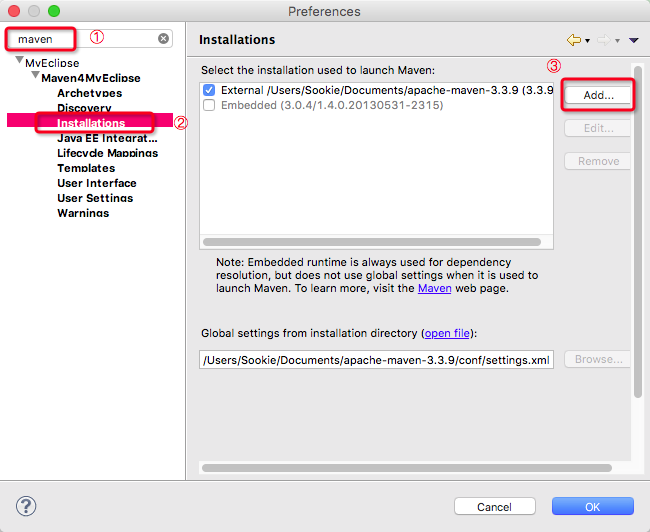 Preferences
maven
①
Installations
MyEclipse
Maven4MyEclipse
Archetypes
Discovery
Installations
②
Java EE Integrat...
Lifecycle Mappings
Templates
User Interface
User Settings
Warnings
③
Select the installation used to launch Maven:
External /Users/Sookie/Documents/apache-maven-3.3.9 (3.3.9
Embedded (3.0.4/1.4.0.20130531-2315)
Add...
Edit...
Remove
Note: Embedded runtime is always used for dependency
resolution, but does not use global settings when it is used to
launch Maven. To learn more, visit the Maven web page.
Global settings from installation directory (open file):
/Users/Sookie/Documents/apache-maven-3.3.9/conf/settings.xml
Browse...
?
Cancel
OK